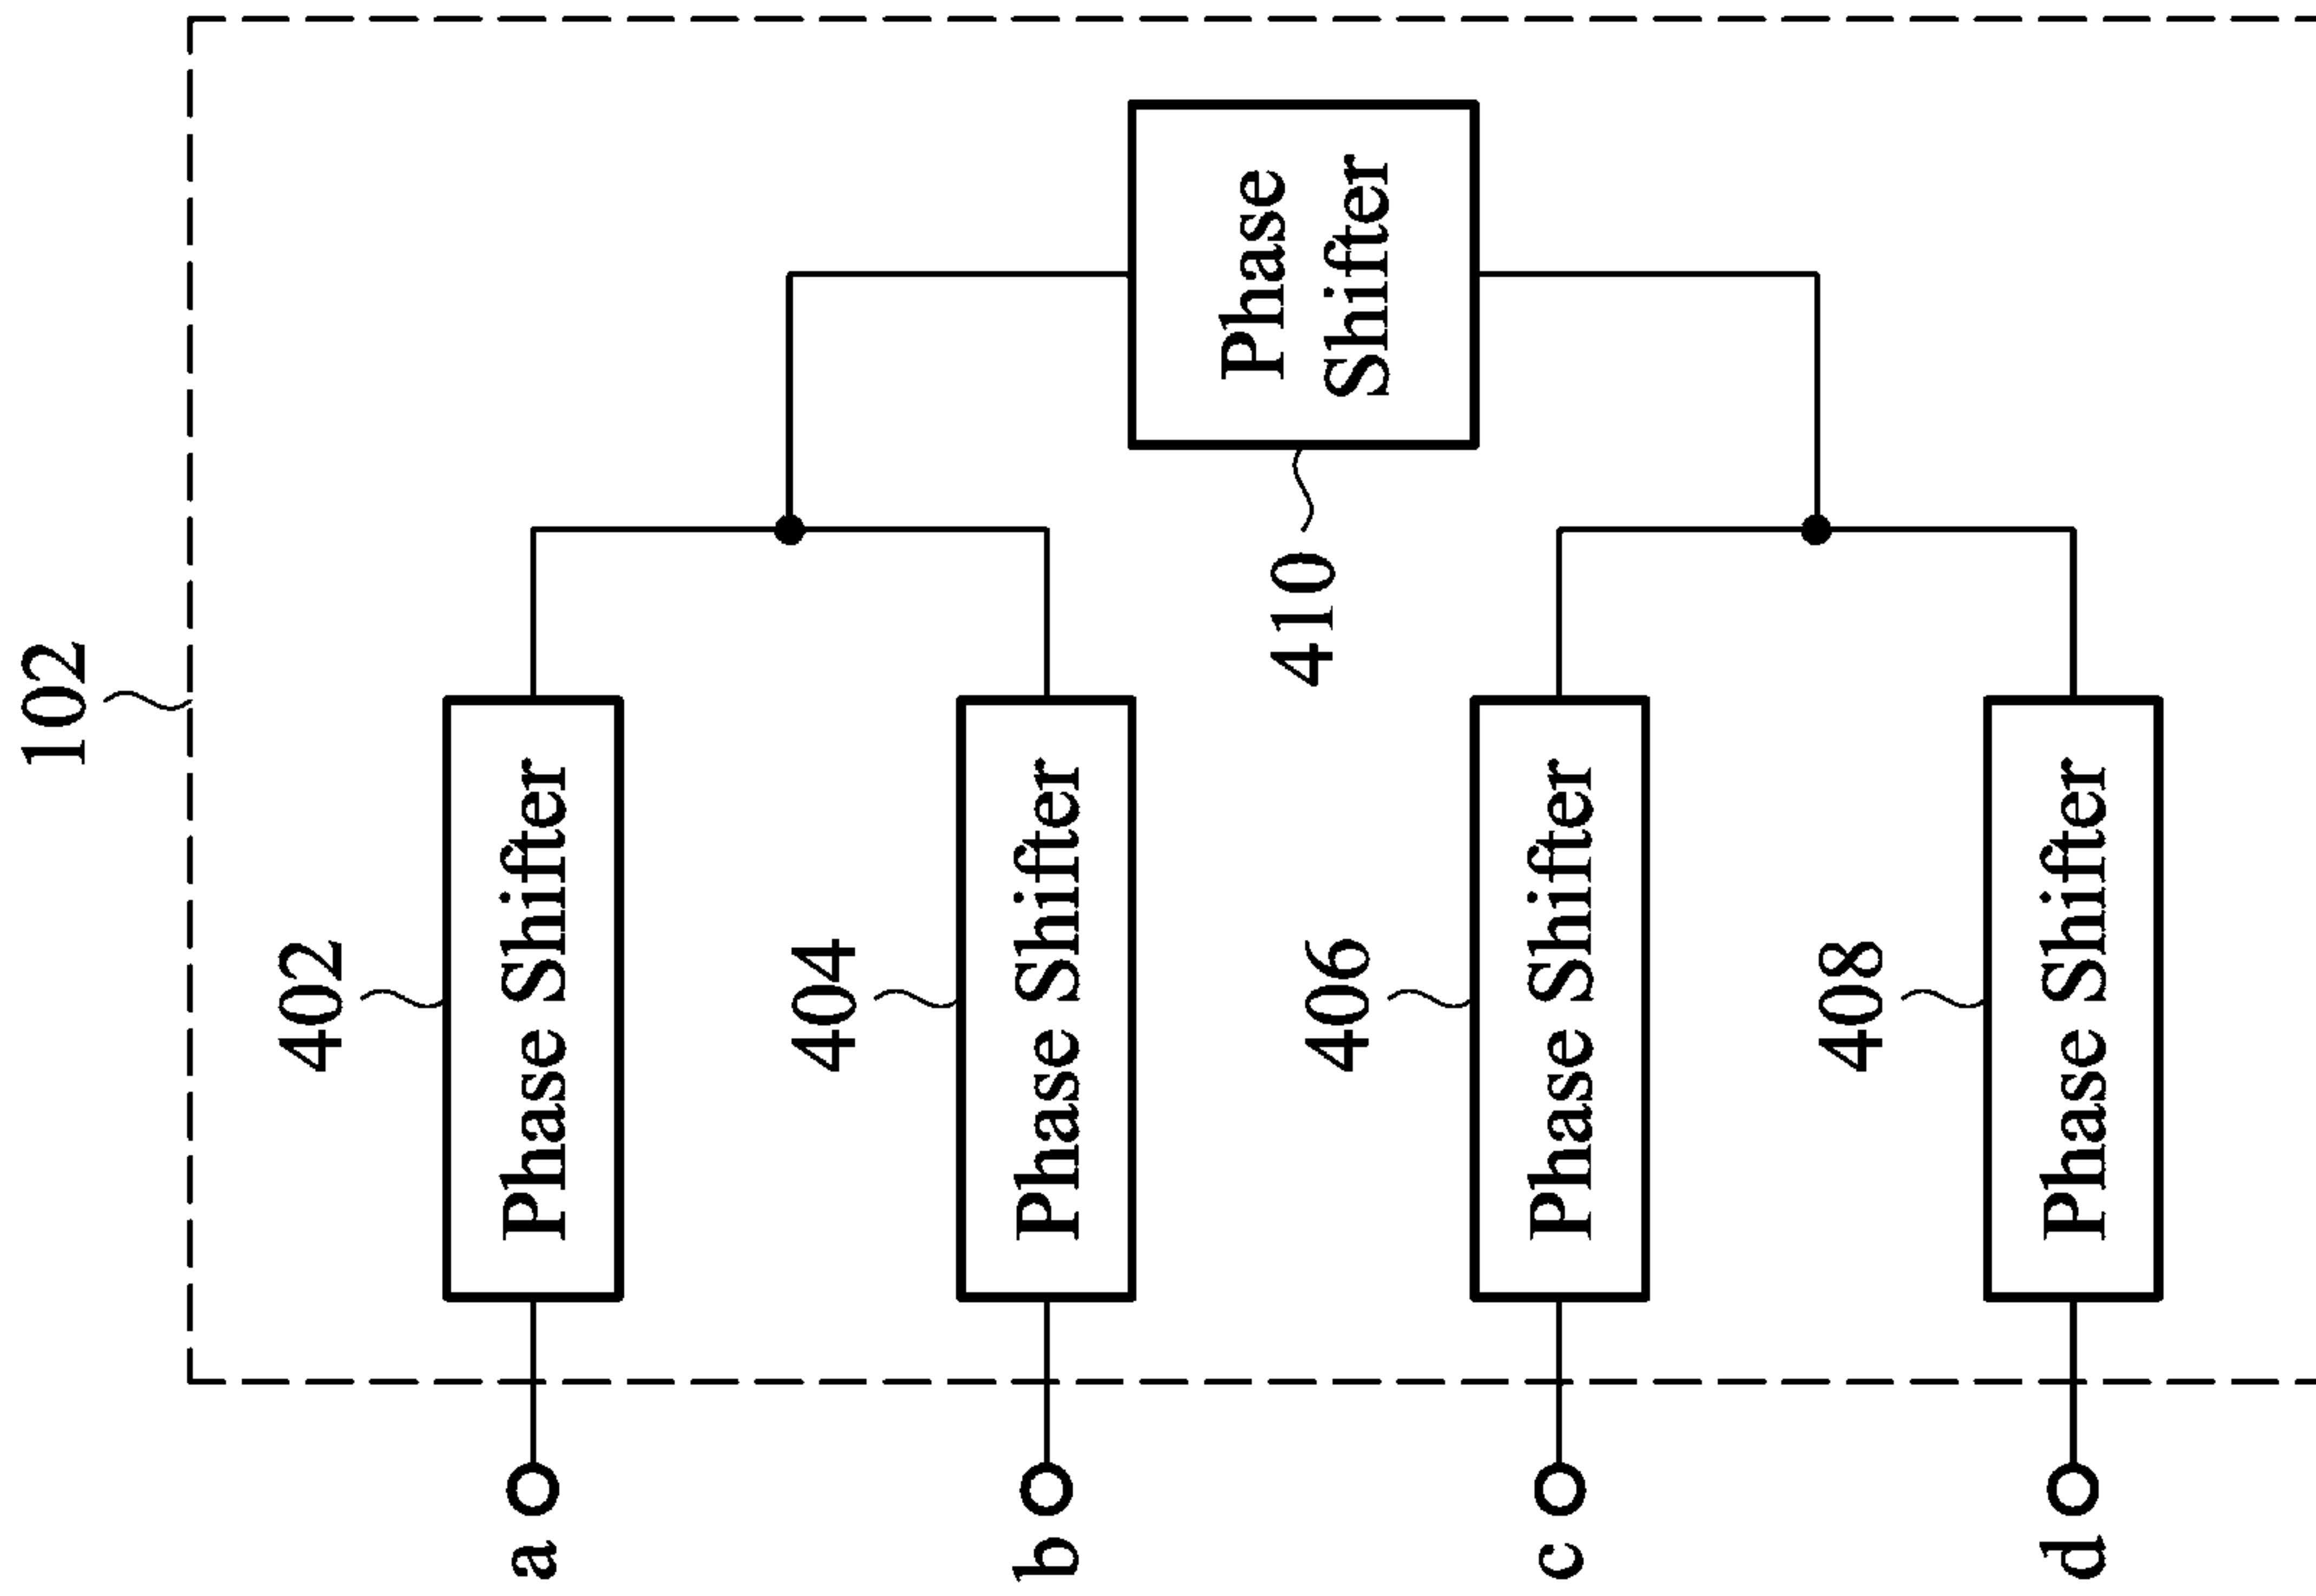 102
402
Phase Shifter
a
404
Phase Shifter
b
Phase
Shifter
410
406
Phase Shifter
c
408
Phase Shifter
d